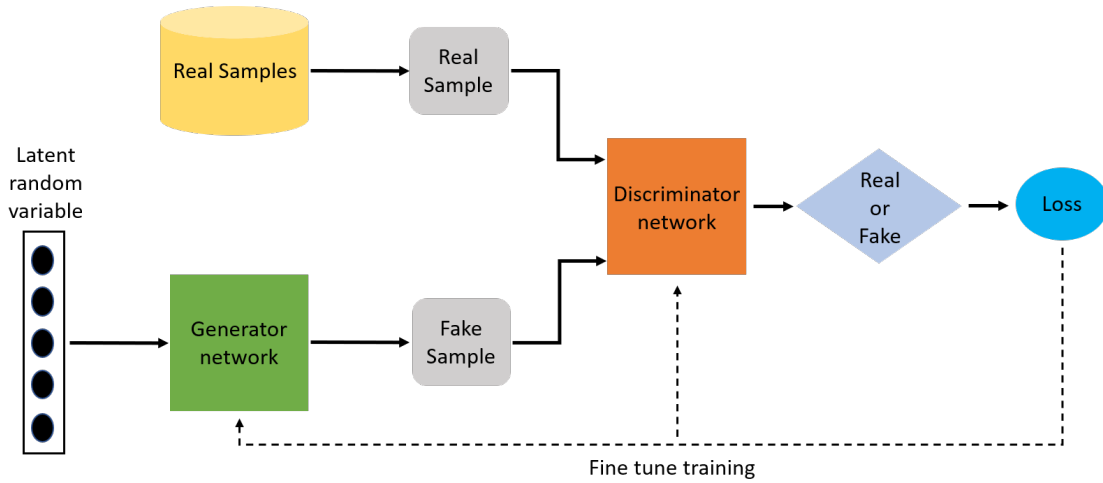 Real Samples
Real
Sample
Latent
random
variable
Discriminator
network
Real
or
Fake
Loss
Generator
network
Fake
Sample
Fine tune training